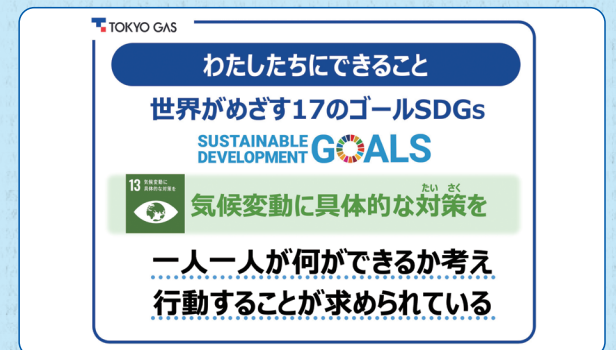 TOKYO GAS
わたしたちにできること
世界がめざす17のゴールSDGs
SUSTAINABLE
DEVELOPMENT GOALS
13 気候変動に
具体的な対策を
たい さく
気候変動に具体的な対策を
一人一人が何ができるか考え
行動することが求められている